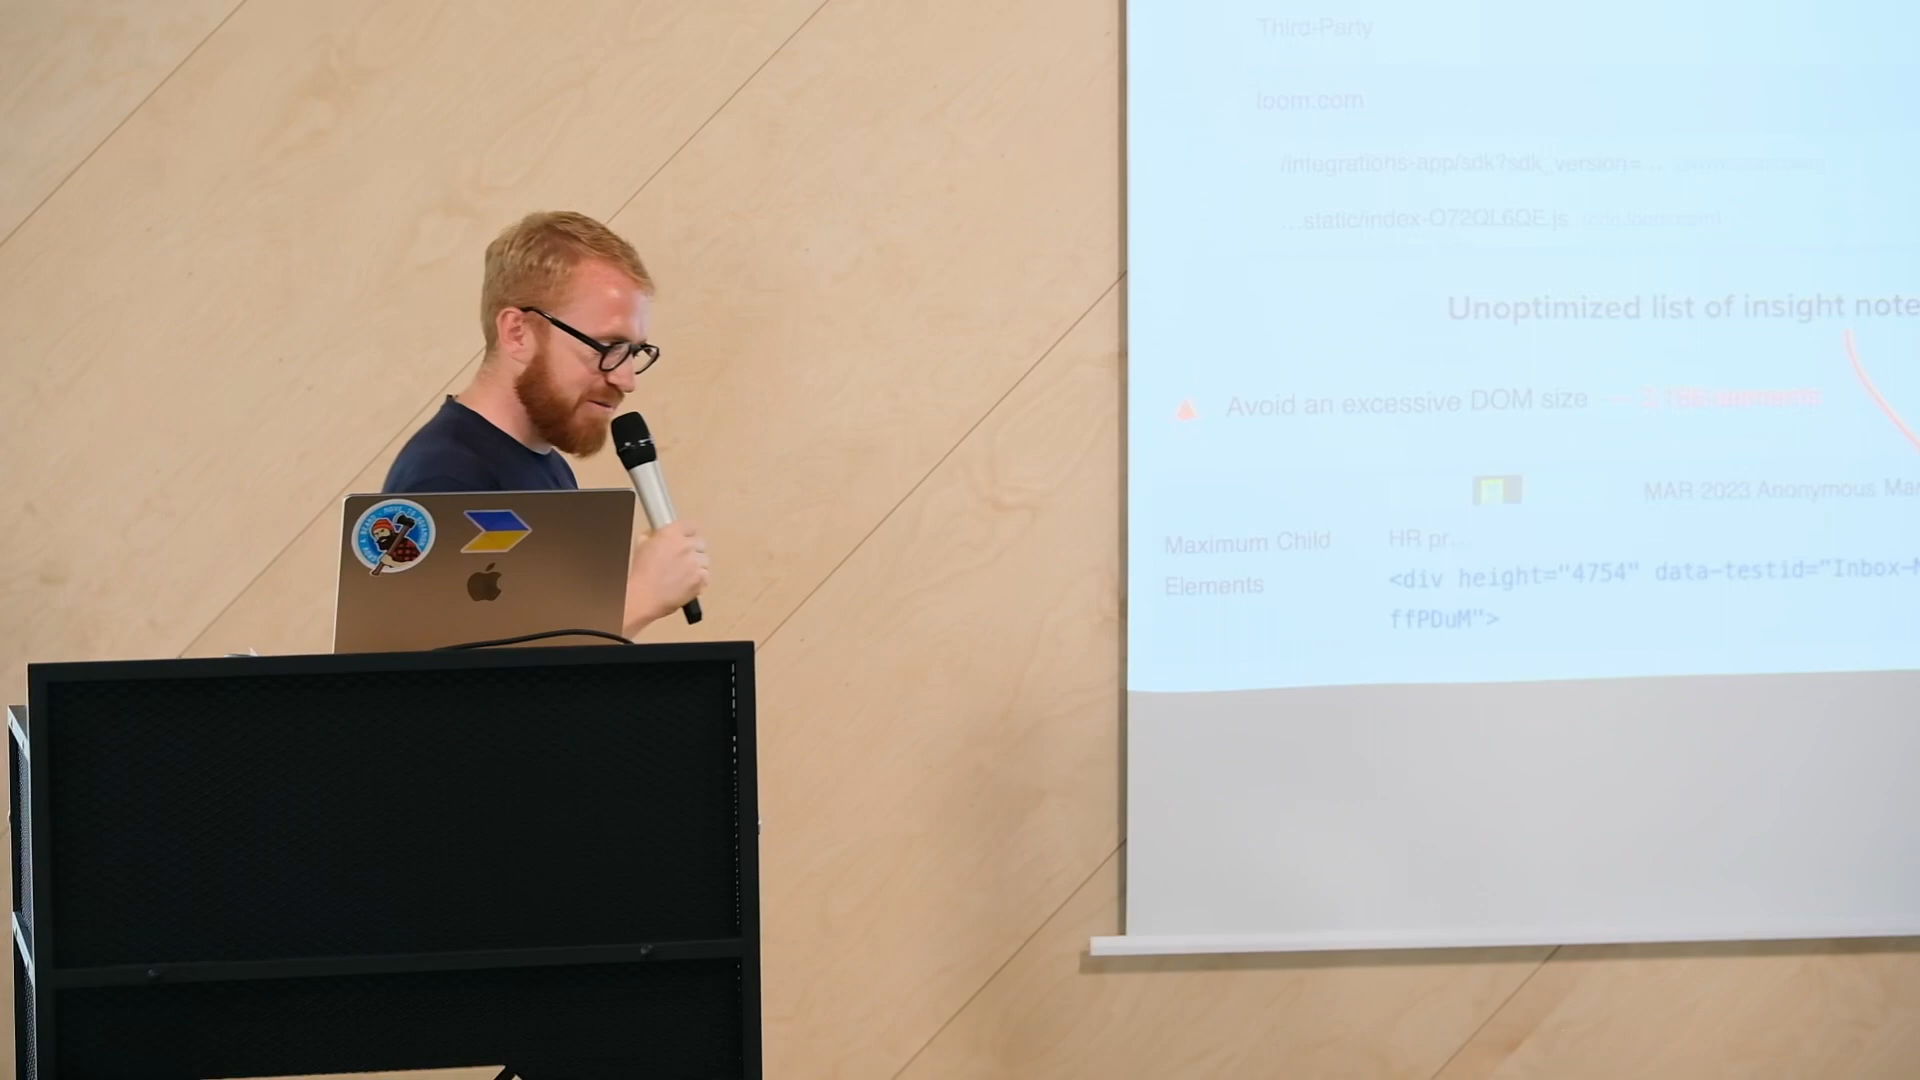 Third-Party
loom.com
/integrations-app/sdk?sdk_version=…
…static/index-O72QL6QE.js
Unoptimized list of insight note
Avoid an excessive DOM size
MAR 2023 Anonymous Mar
Maximum Child
Elements
HR pr…
<div height="4754" data-testid="Inbox-
ffPDuM">